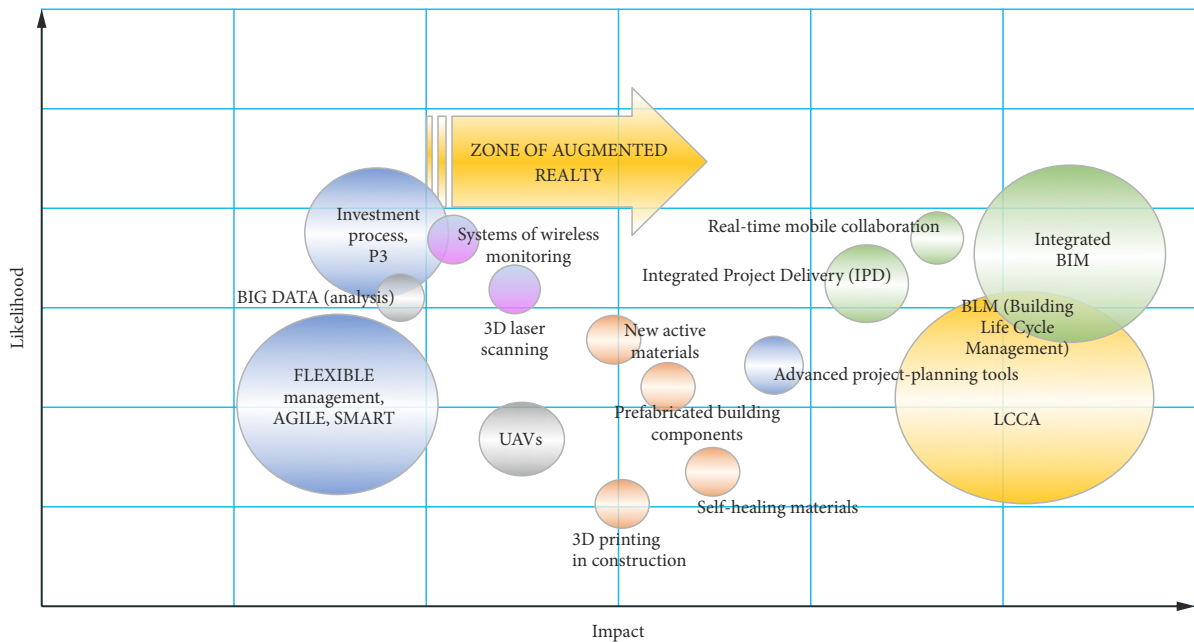 ZONE OF AUGMENTED
REALTY
Investment
process,
P3
Systems of wireless
monitoring
Real-time mobile collaboration
Integrated
BIM
Integrated Project Delivery (IPD)
BIG DATA (analysis)
3D laser
scanning
New active
materials
BLM (Building
Life Cycle
Management)
FLEXIBLE
management,
AGILE, SMART
Advanced project-planning tools
Prefabricated building
components
LCCA
UAVs
Self-healing materials
3D printing
in construction
Likelihood
Impact